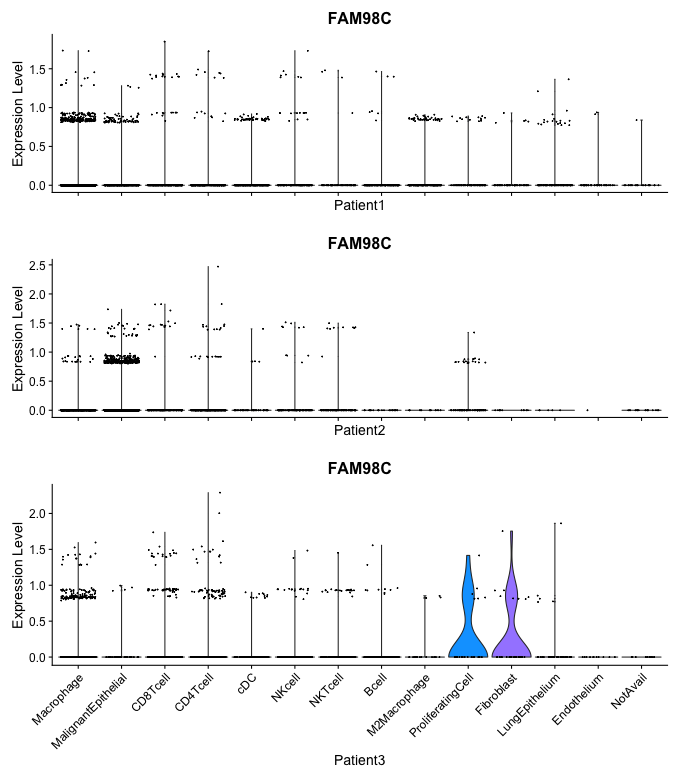 FAM98C
Expression Level
1.5
1.0
0.5
0.0
Patient1
FAM98C
Expression Level
2.5
2.0
1.5
1.0
0.5
0.0
Patient2
FAM98C
Expression Level
2.0
1.5
1.0
0.5
0.0
Macrophage
MalignantEpithelial
CD8Tcell
CD4Tcell
cDC
NKcell
NKTcell
Bcell
M2Macrophage
ProliferatingCell
Fibroblast
LungEpithelium
Endothelium
NotAvail
Patient3